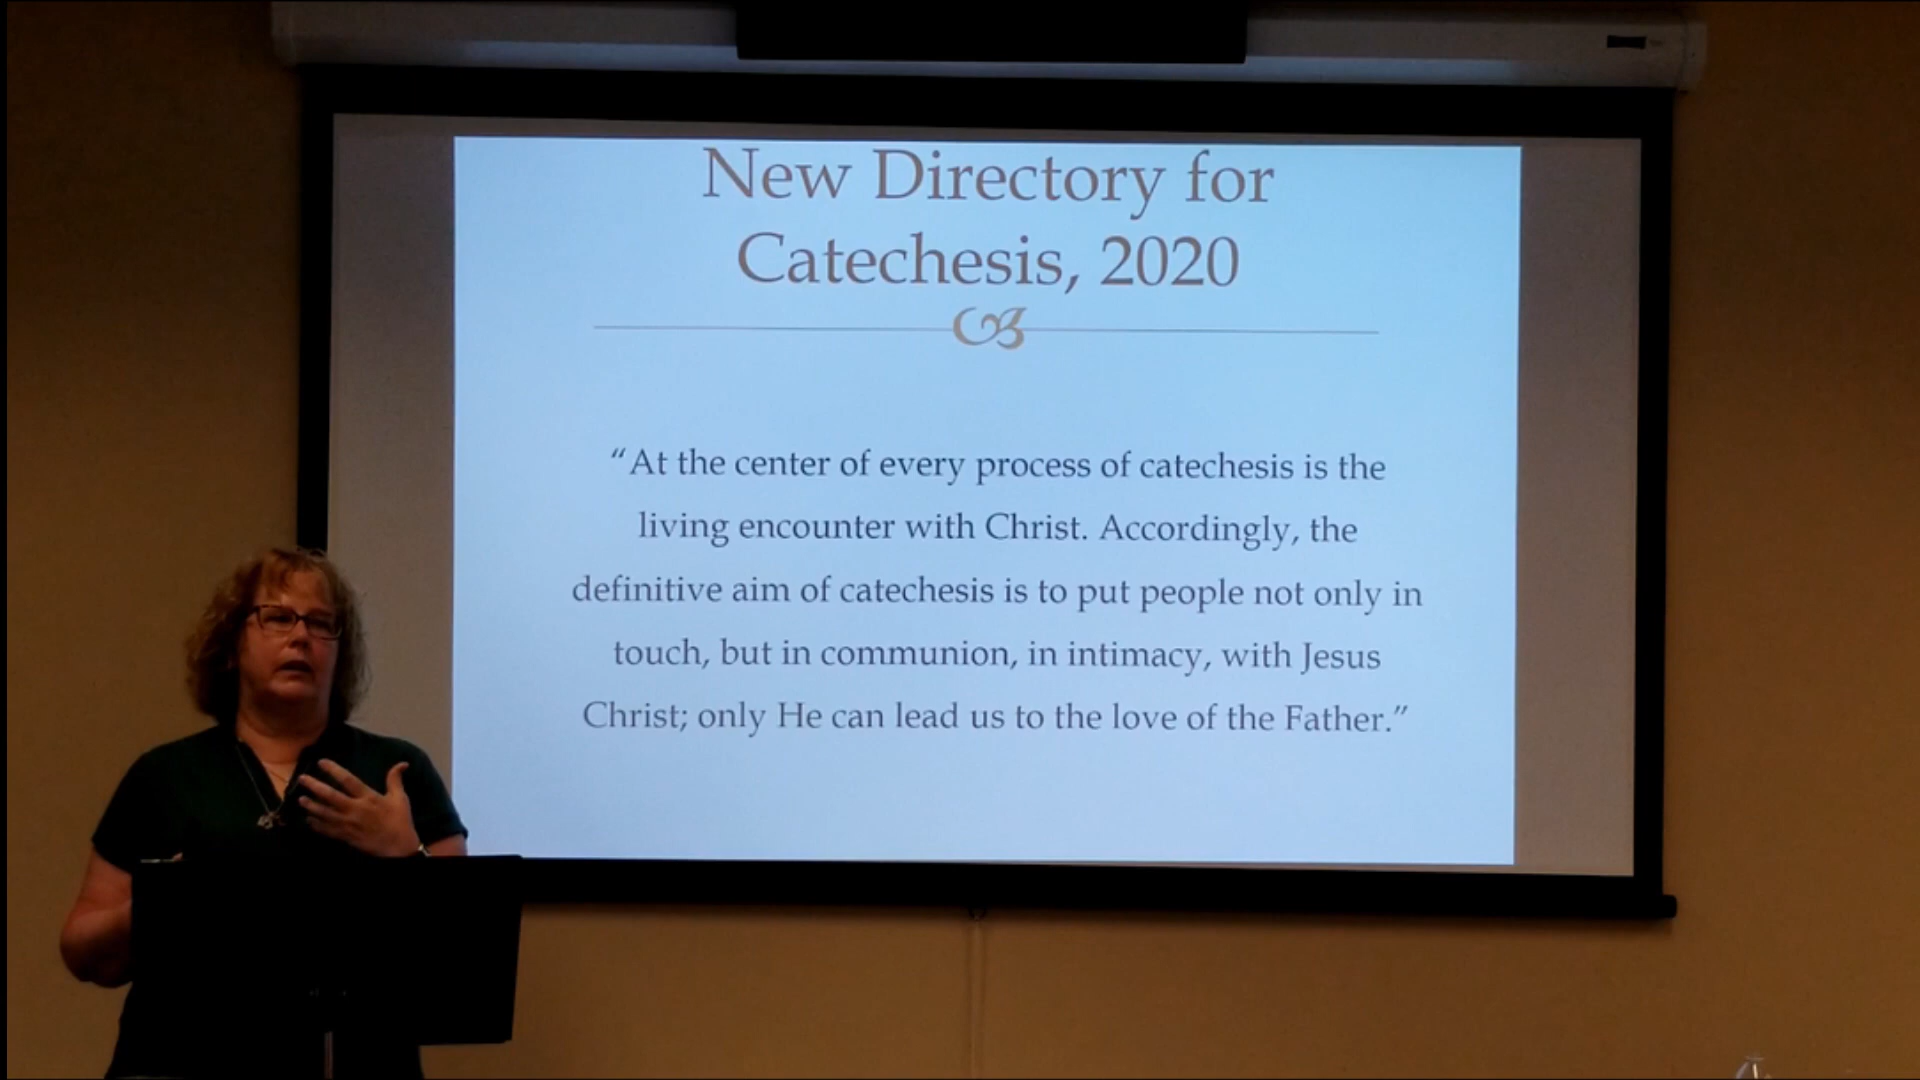 New Directory for
Catechesis, 2020
“At the center of every process of catechesis is the
living encounter with Christ. Accordingly, the
definitive aim of catechesis is to put people not only in
touch, but in communion, in intimacy, with Jesus
Christ; only He can lead us to the love of the Father.”